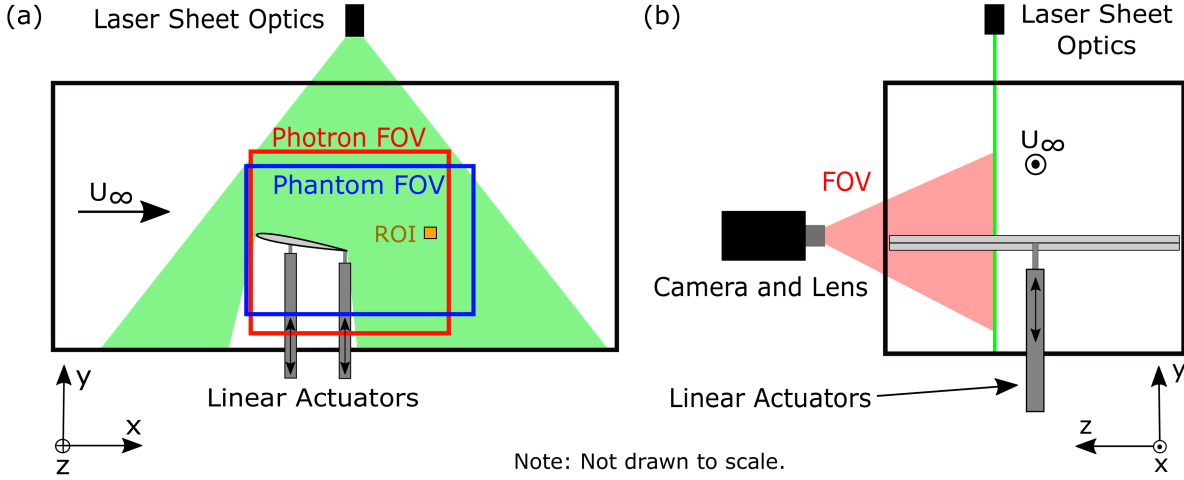 (a)
Laser Sheet Optics
Photron FOV
Phantom FOV
U∞
ROI
Linear Actuators
y
x
z
(b)
Laser Sheet
Optics
U∞
FOV
Camera and Lens
Linear Actuators
y
z
x
Note: Not drawn to scale.